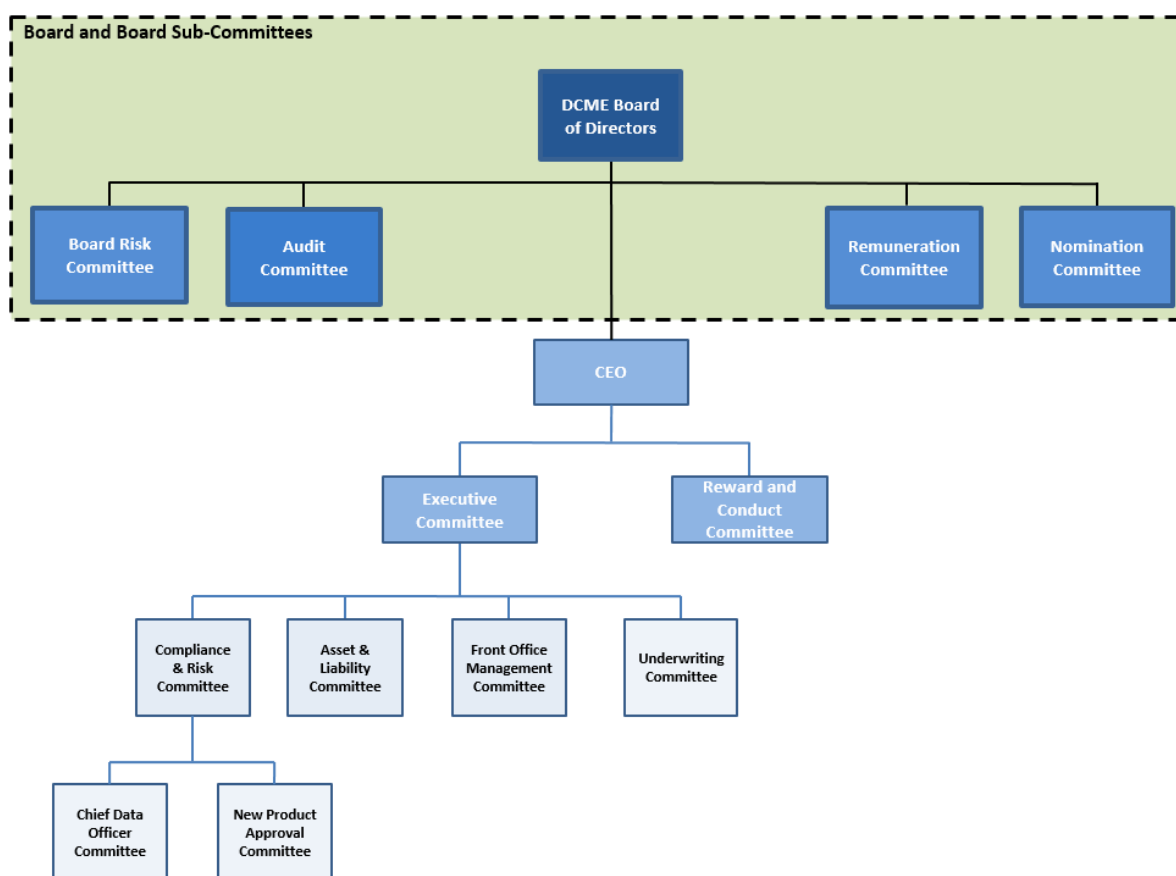 Board and Board Sub-Committees
DCME Board
of Directors
Board Risk
Committee
Audit
Committee
Remuneration
Committee
Nomination
Committee
CEO
Executive
Committee
Reward and
Conduct
Committee
Compliance
& Risk
Committee
Asset &
Liability
Committee
Front Office
Management
Committee
Underwriting
Committee
Chief Data
Officer
Committee
New Product
Approval
Committee